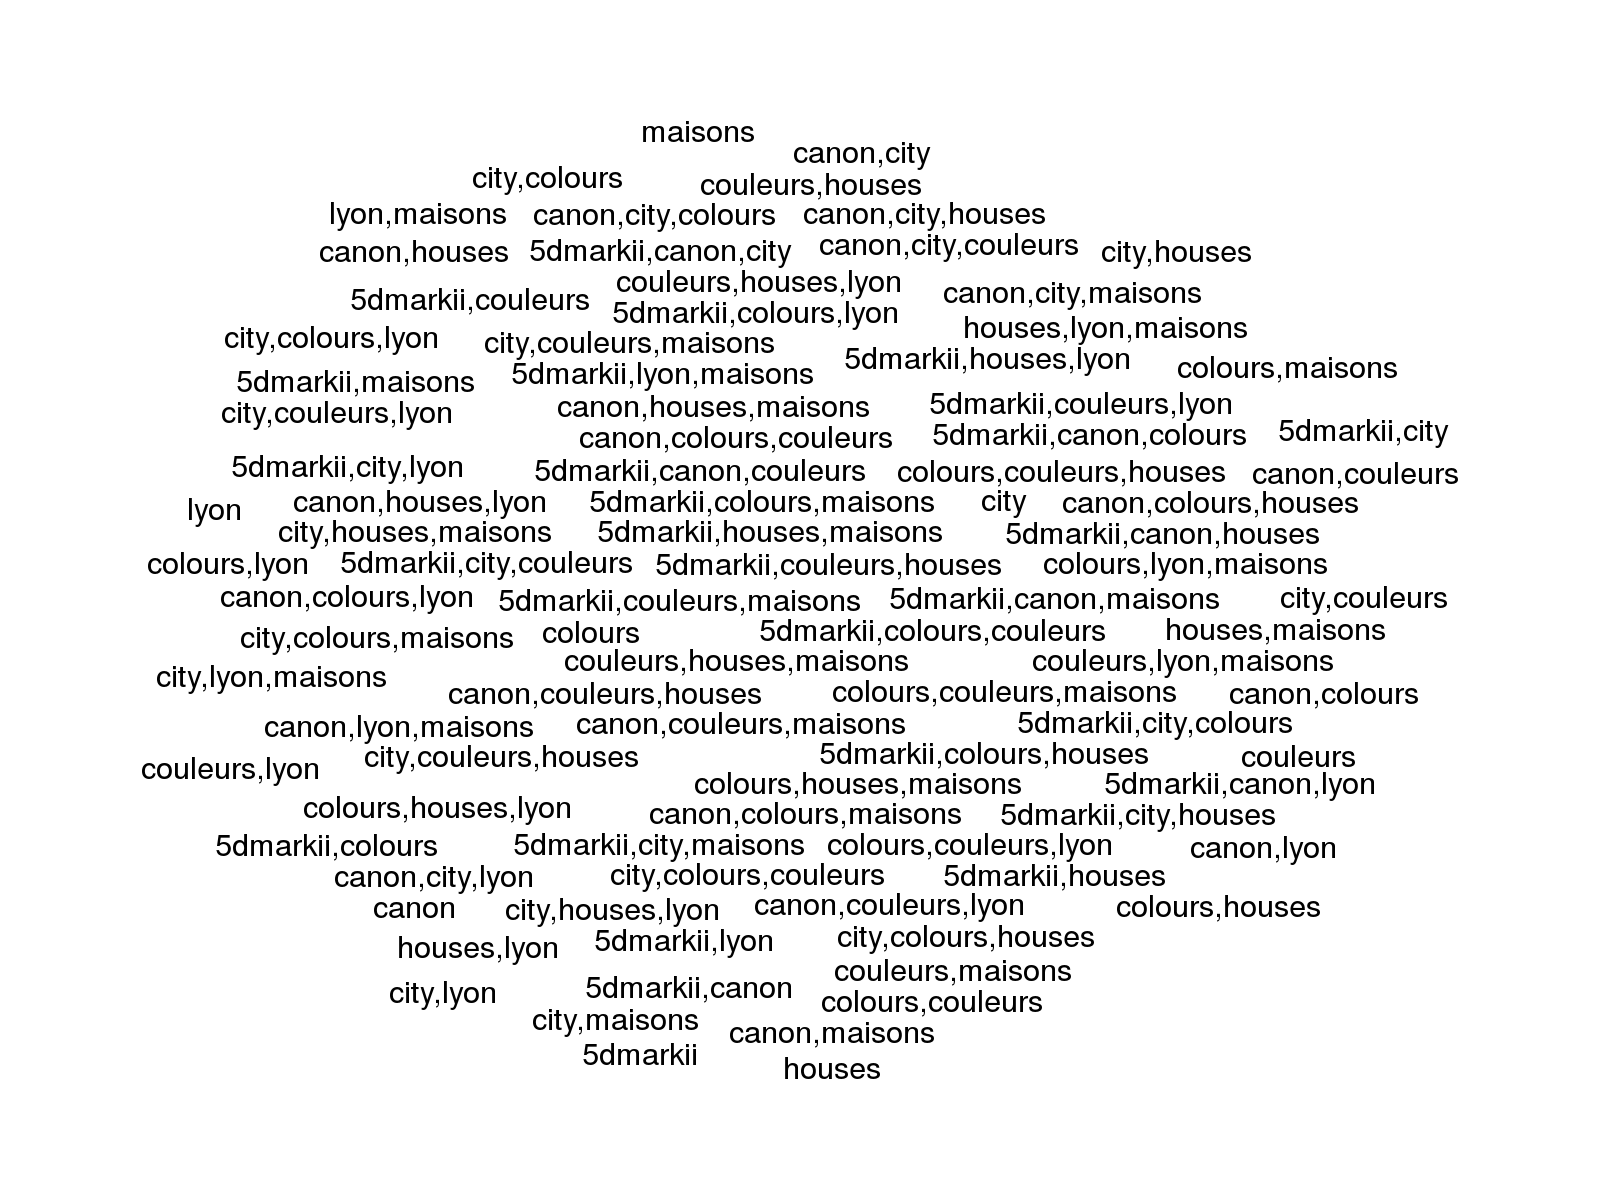 maisons
canon,city
city,colours
couleurs,houses
lyon,maisons canon,city,colours canon,city,houses
canon,houses 5dmarkii,canon,city canon,city,couleurs city,houses
couleurs,houses,lyon
5dmarkii,couleurs canon,city,maisons
5dmarkii,colours,lyon
houses,lyon,maisons
city,colours,lyon city,couleurs,maisons
5dmarkii,houses,lyon
5dmarkii,maisons 5dmarkii,lyon,maisons colours,maisons
city,couleurs,lyon canon,houses,maisons 5dmarkii,couleurs,lyon
canon,colours,couleurs 5dmarkii,canon,colours 5dmarkii,city
5dmarkii,city,lyon 5dmarkii,canon,couleurs colours,couleurs,houses canon,couleurs
lyon canon,houses,lyon 5dmarkii,colours,maisons city canon,colours,houses
city,houses,maisons 5dmarkii,houses,maisons 5dmarkii,canon,houses
colours,lyon 5dmarkii,city,couleurs 5dmarkii,couleurs,houses colours,lyon,maisons
canon,colours,lyon 5dmarkii,couleurs,maisons 5dmarkii,canon,maisons city,couleurs
city,colours,maisons colours 5dmarkii,colours,couleurs houses,maisons
couleurs,houses,maisons couleurs,lyon,maisons
city,lyon,maisons
canon,couleurs,houses colours,couleurs,maisons canon,colours
canon,lyon,maisons canon,couleurs,maisons 5dmarkii,city,colours
couleurs,lyon city,couleurs,houses 5dmarkii,colours,houses couleurs
colours,houses,maisons 5dmarkii,canon,lyon
colours,houses,lyon canon,colours,maisons 5dmarkii,city,houses
5dmarkii,colours 5dmarkii,city,maisons colours,couleurs,lyon canon,lyon
canon,city,lyon city,colours,couleurs 5dmarkii,houses
canon city,houses,lyon canon,couleurs,lyon colours,houses
houses,lyon 5dmarkii,lyon city,colours,houses
couleurs,maisons
city,lyon 5dmarkii,canon
colours,couleurs
city,maisons
canon,maisons
5dmarkii
houses